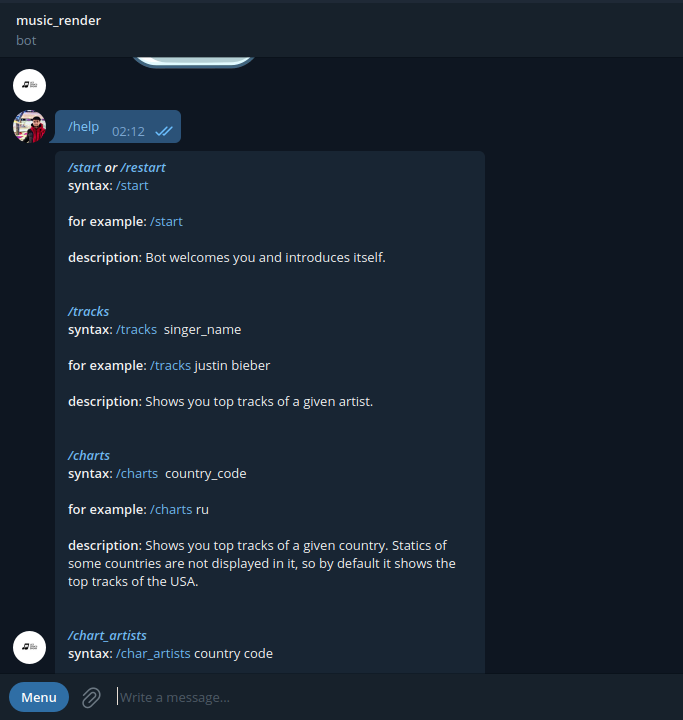 music_render
bot
/help 02:12
/start or /restart
syntax: /start
for example: /start
description: Bot welcomes you and introduces itself.
/tracks
syntax: /tracks singer_name
for example: /tracks justin bieber
description: Shows you top tracks of a given artist.
/charts
syntax: /charts country_code
for example: /charts ru
description: Shows you top tracks of a given country. Statics of
some countries are not displayed in it, so by default it shows the
top tracks of the USA.
/chart_artists
syntax: /char_artists country code
Menu
Write a message...